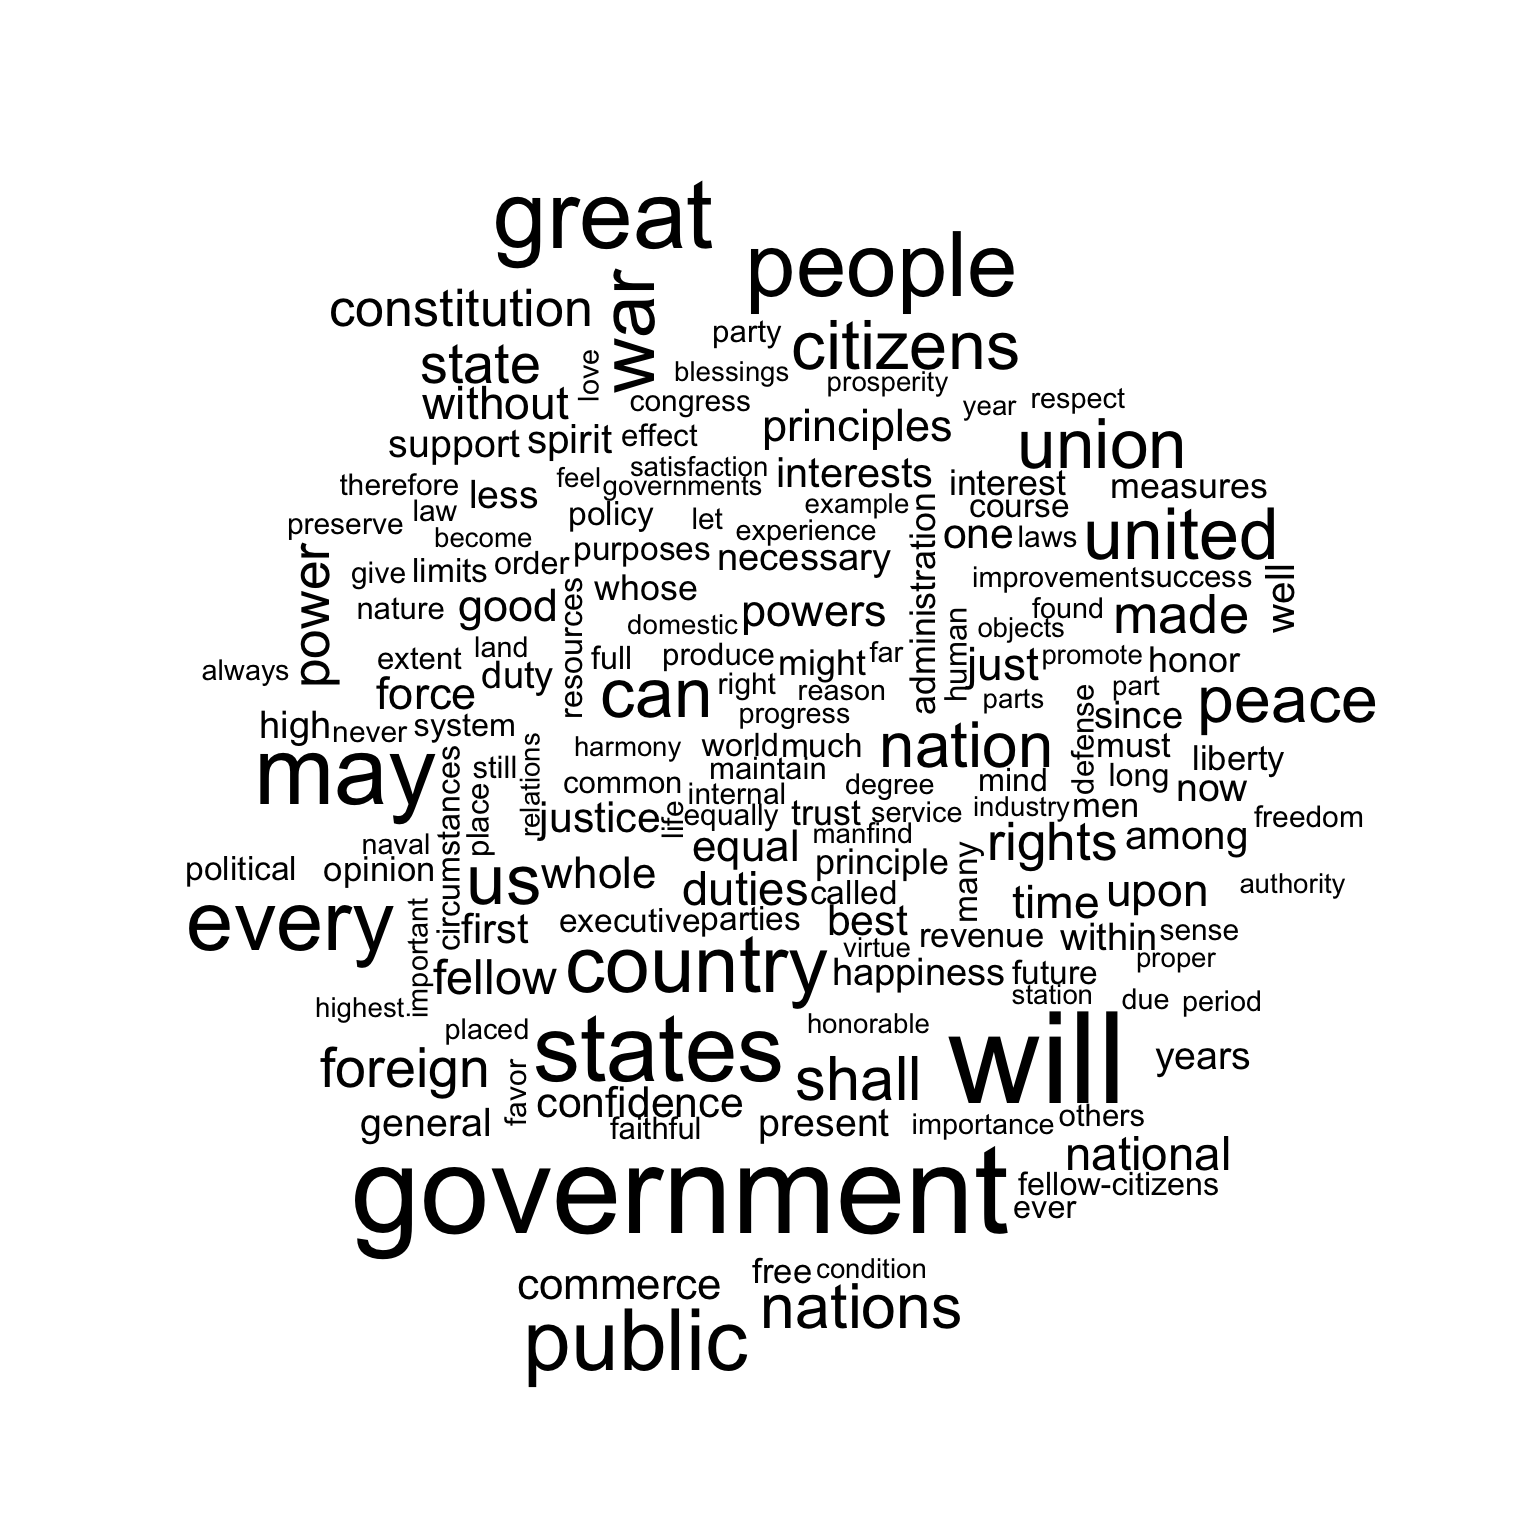 great
people
constitution
war
party
citizens
state
love
blessings
prosperity
without
congress
year
respect
principles
support
spirit
effect
union
satisfaction
interests
feel
governments
interest
measures
therefore
less
law
example
course
preserve
policy
let
experience
administration
one
laws
united
become
purposes
necessary
power
give
limits
order
improvement
success
well
nature
good
resources
whose
powers
found
made
domestic
human
objects
land
always
extent
duty
full
produce
might
far
just
promote
honor
force
can
right
reason
parts
part
peace
progress
defense
since
high
never
system
harmony
world
much
nation
must
liberty
may
circumstances
still
relations
maintain
common
degree
mind
long
now
place
internal
justice
life
equally
trust
service
industry
men
freedom
naval
equal
man
find
rights
among
political
opinion
us
whole
principle
many
duties
called
time
upon
authority
every
important
first
executive
parties
best
virtue
revenue
within
sense
fellow
country
happiness
future
proper
highest.
station
due
period
placed
states
honorable
will
foreign
favor
shall
years
confidence
general
faithful
present
importance
others
national
government
fellow-citizens
ever
commerce
free
condition
nations
public